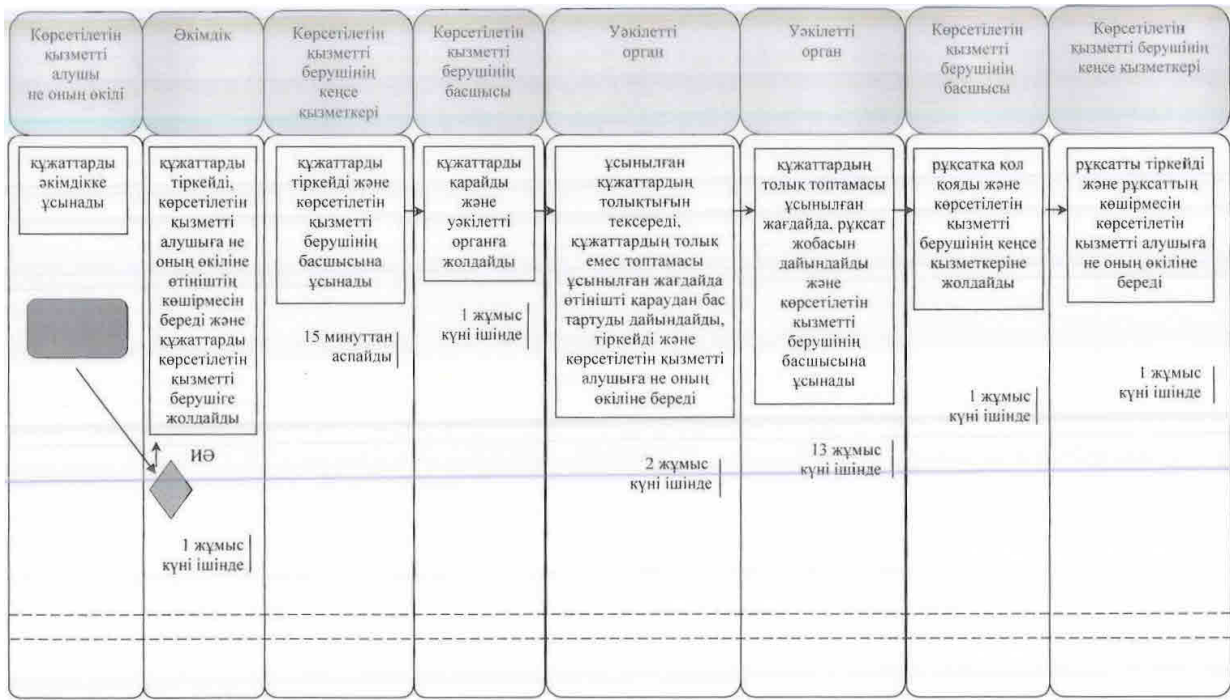 Көрсетілетін
қызметті
алушы
не оның өкілі
Әкімдік
Көрсетілетін
қызметті
берушінің
кеңсе
қызметкері
Көрсетілетін
қызметті
берушінің
басшысы
Уәкілетті
орган
Уәкілетті
орган
Көрсетілетін
қызметті
берушінің
басшысы
Көрсетілетін
қызметті берушінің
кеңсе қызметкері
құжаттарды
әкімдікке
ұсынады
құжаттарды
тіркейді,
көрсетілетін
қызметті
алушыға не
оның өкіліне
өтініштің
көшірмесін
береді және
құжаттарды
көрсетілетін
қызметті
берушіге
жолдайды
ИӘ
1 жұмыс
күні ішінде
құжаттарды
тіркейді және
көрсетілетін
қызметті
берушінің
басшысына
ұсынады
15 минуттан
аспайды
құжаттарды
қарайды
және
уәкілетті
органға
жолдайды
1 жұмыс
күні ішінде
ұсынылған
құжаттардың
толықтығын
тексереді,
құжаттардың толық
емес топтамасы
ұсынылған жағдайда
өтінішті қараудан бас
тартуды дайындайды,
тіркейді және
көрсетілетін қызметті
алушыға не оның
өкіліне береді
2 жұмыс
күні ішінде
құжаттардың
толық топтамасы
ұсынылған
жағдайда, рұқсат
жобасын
дайындайды
және
көрсетілетін
қызметті
берушінің
басшысына
ұсынады
13 жұмыс
күні ішінде
рұқсатка қол
қояды және
көрсетілетін
қызметті
берушінің кеңсе
қызметкеріне
жолдайды
1 жұмыс
күні ішінде
рұқсатты тіркейді
және рұқсаттың
көшірмесін
көрсетілетін
қызметті алушыға
не оның өкіліне
береді
1 жұмыс
күні ішінде